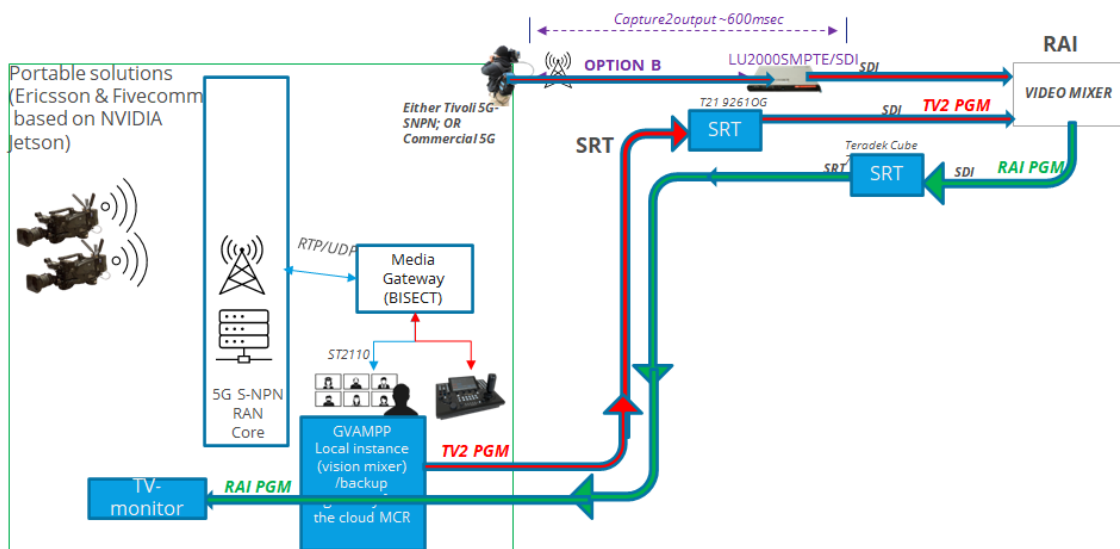 Capture2output ~600msec
RAI
OPTION B
LU2000SMPTE/SDI
SDI
VIDEO MIXER
Portable solutions
(Ericsson & Fivecomm
based on NVIDIA
Jetson)
Either Tivoli 5G-
SNPN; OR
Commercial 5G
T21 9261OG
SRT
SDI
TV2 PGM
SRT
Teradek Cube
SRT
SRT
SDI
RAI PGM
RTP/UDP
Media
Gateway
(BISECT)
ST2110
5G S-NPN
RAN
Core
GVAMPP
Local instance
(vision mixer)
/backup
the cloud MCR
TV2 PGM
RAI PGM
TV-
monitor